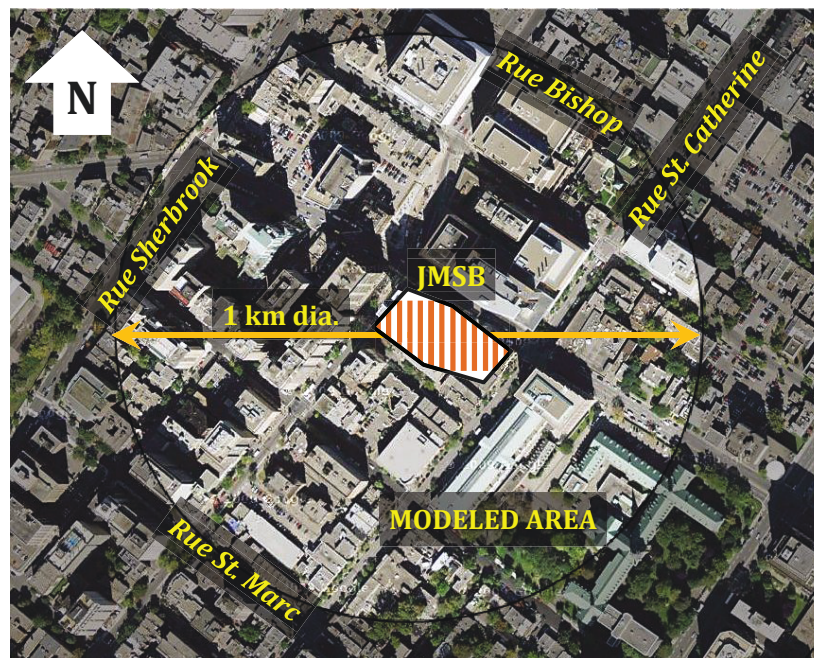 N
Rue Bishop
Rue St. Catherine
Rue Sherbrook
JMSB
1 km dia.
MODELED AREA
Rue St. Marc